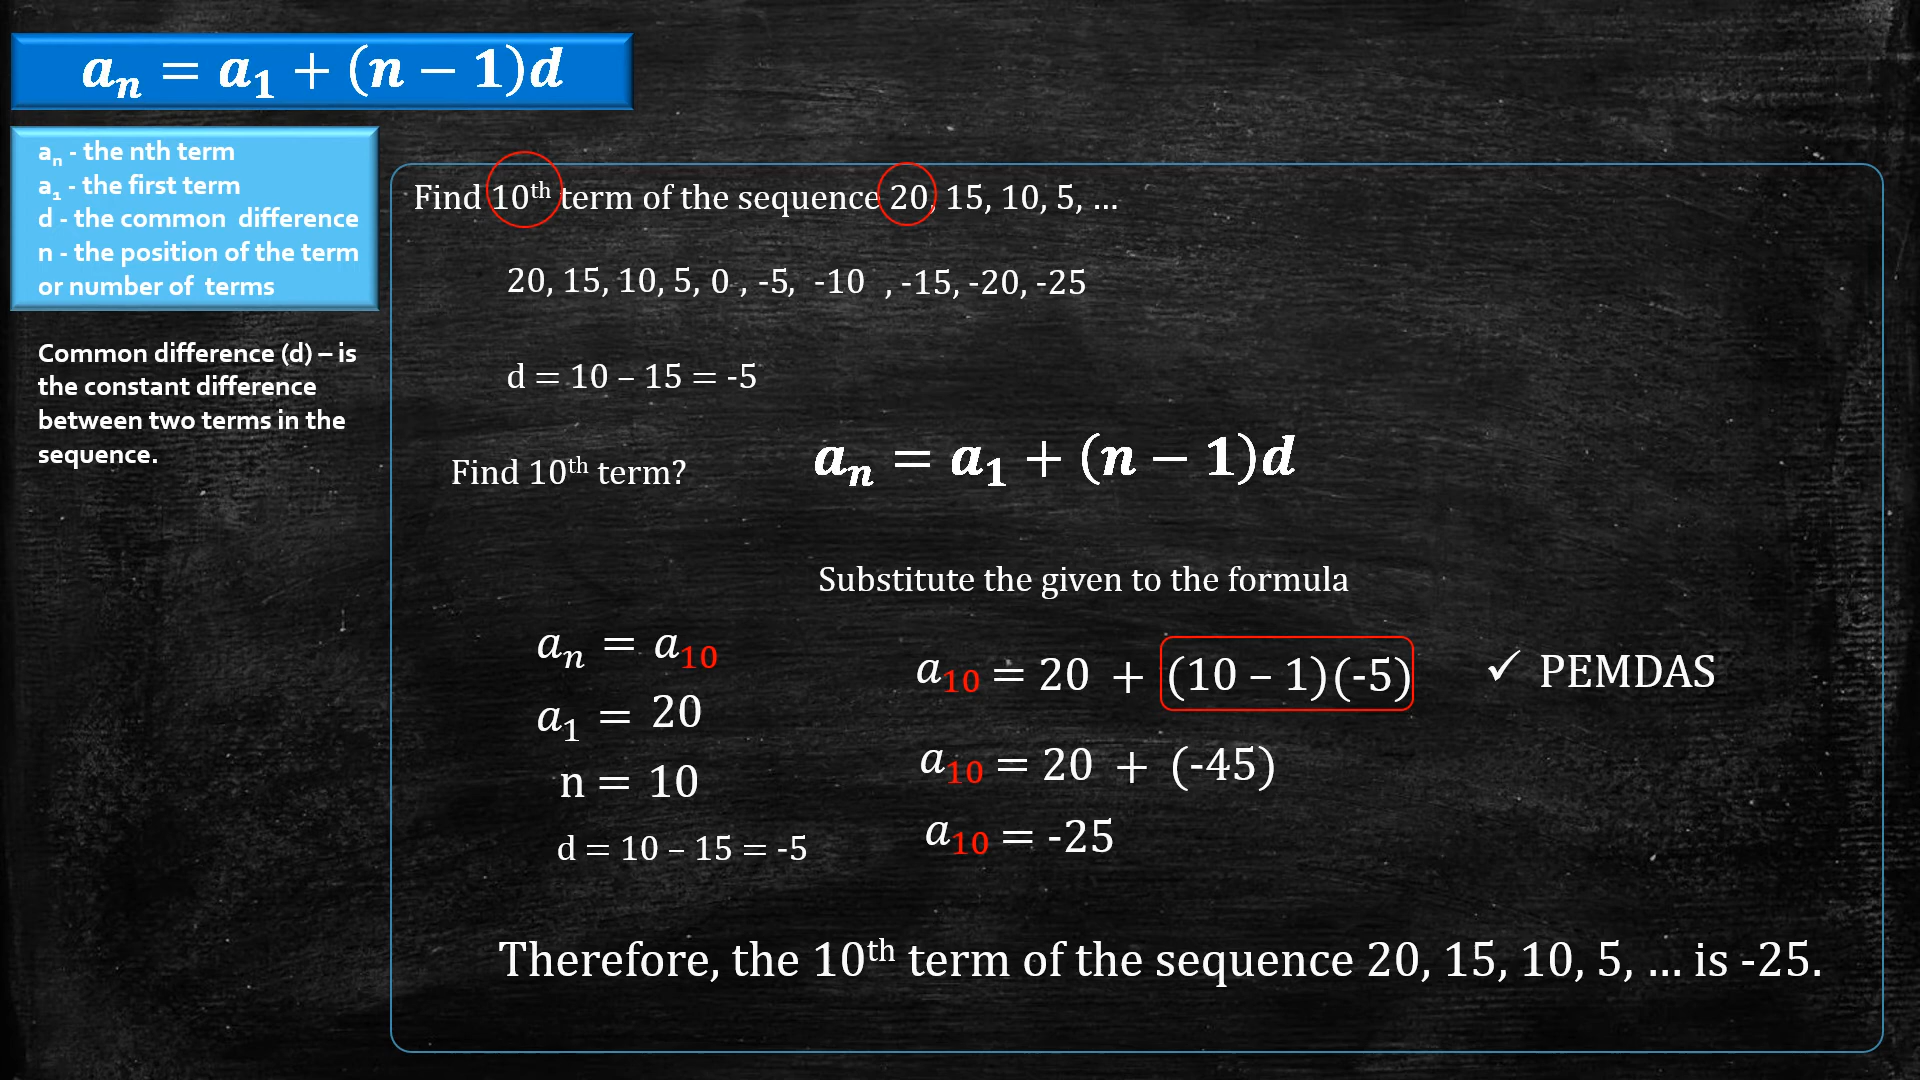 aₙ = a₁ + (n − 1)d
aₙ - the nth term
a₁ - the first term
d - the common difference
n - the position of the term
or number of terms
Common difference (d) – is
the constant difference
between two terms in the
sequence.
Find 10th term of the sequence 20, 15, 10, 5, ...
20, 15, 10, 5, 0 , -5, -10 , -15, -20, -25
d = 10 – 15 = -5
Find 10th term?
aₙ = a₁ + (n − 1)d
Substitute the given to the formula
aₙ = a₁₀
a₁ = 20
n = 10
d = 10 – 15 = -5
a₁₀ = 20 + (10 – 1)(-5)
✓ PEMDAS
a₁₀ = 20 + (-45)
a₁₀ = -25
Therefore, the 10th term of the sequence 20, 15, 10, 5, ... is -25.